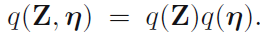 q(𝐙, 𝜼) = q(𝐙)q(𝜼).